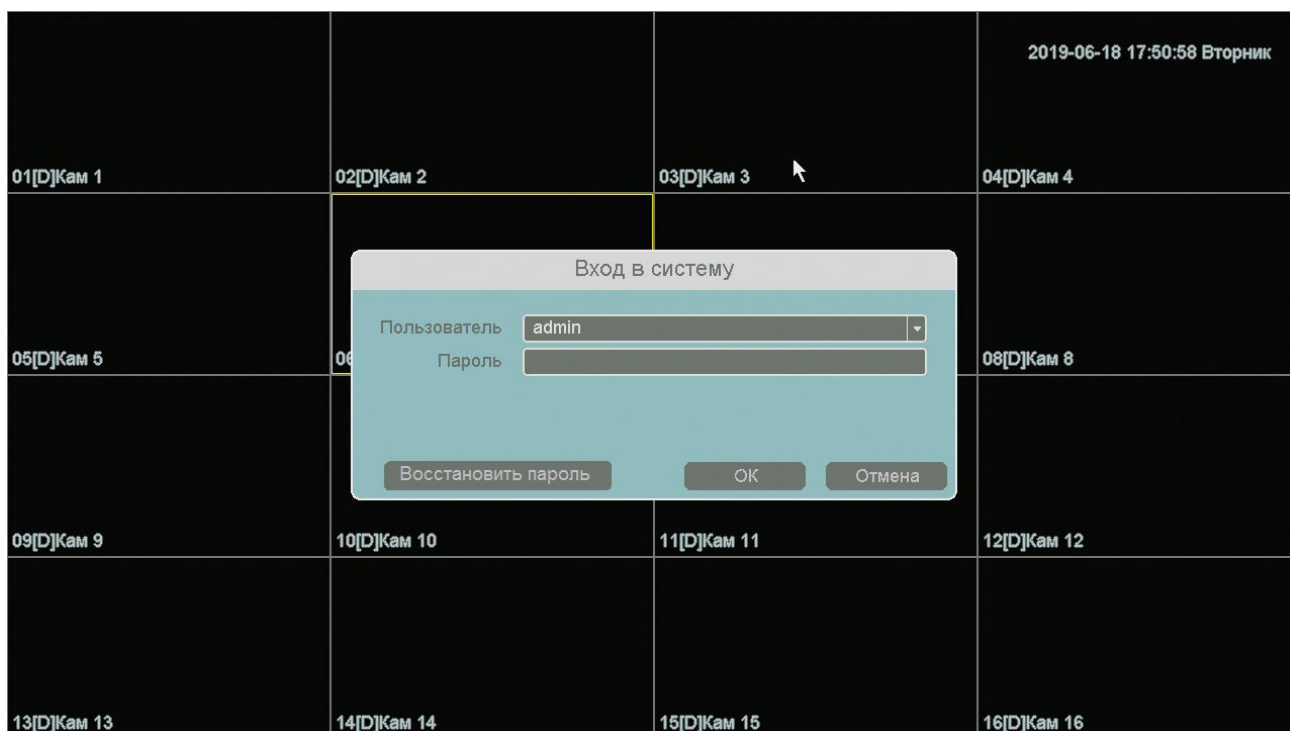 2019-06-18 17:50:58 Вторник
01[D]Кам 1
02[D]Кам 2
03[D]Кам 3
04[D]Кам 4
Вход в систему
Пользователь admin
Пароль
05[D]Кам 5
06
08[D]Кам 8
Восстановить пароль
ОК
Отмена
09[D]Кам 9
10[D]Кам 10
11[D]Кам 11
12[D]Кам 12
13[D]Кам 13
14[D]Кам 14
15[D]Кам 15
16[D]Кам 16